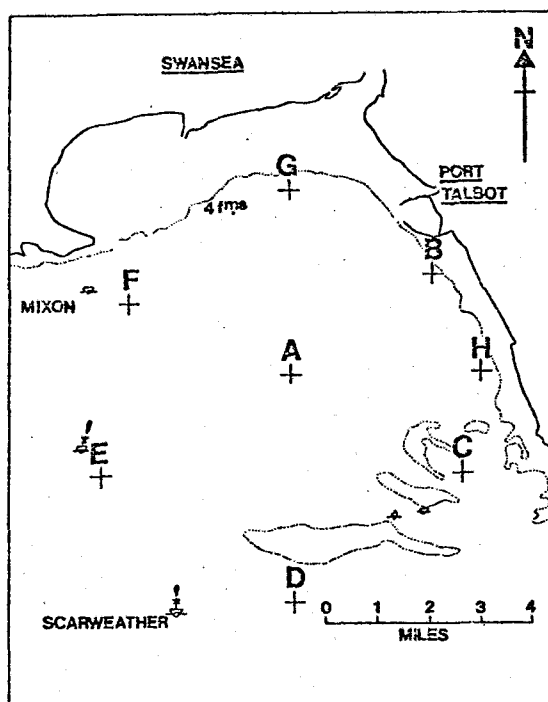 N
SWANSEA
PORT
TALBOT
G
4 fms
B
F
MIXON
A
H
E
C
D
SCARWEATHER
0 1 2 3 4
MILES